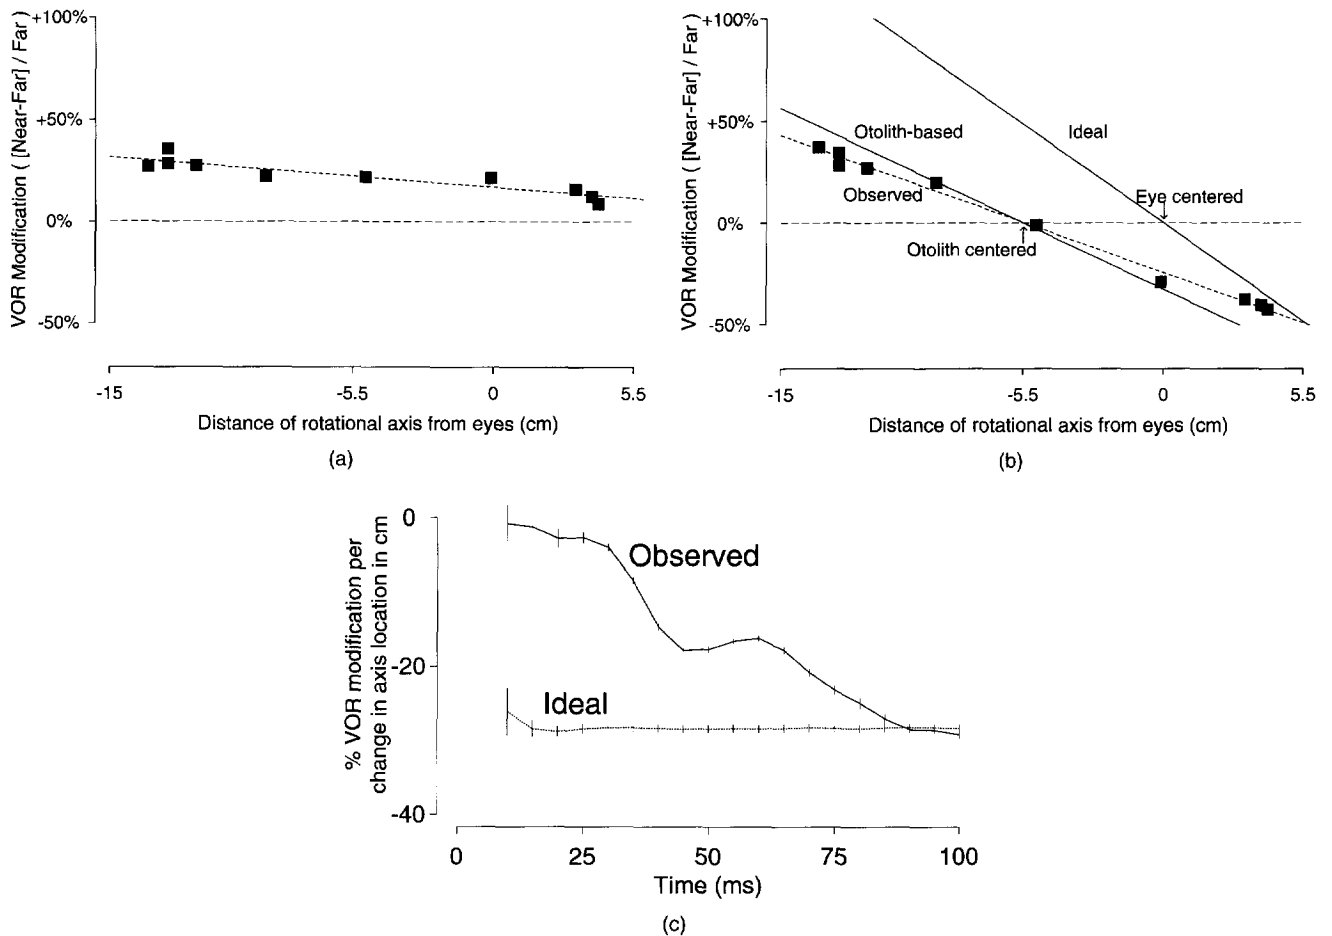 VOR Modification ( [Near-Far] / Far )
+100%
+50%
0%
-50%
-15
-5.5
0
5.5
Distance of rotational axis from eyes (cm)
(a)
VOR Modification ( [Near-Far] / Far )
+100%
+50%
0%
-50%
Otolith-based
Ideal
Observed
Eye centered
Otolith centered
-15
-5.5
0
5.5
Distance of rotational axis from eyes (cm)
(b)
% VOR modification per
change in axis location in cm
0
-20
-40
Observed
Ideal
0
25
50
75
100
Time (ms)
(c)